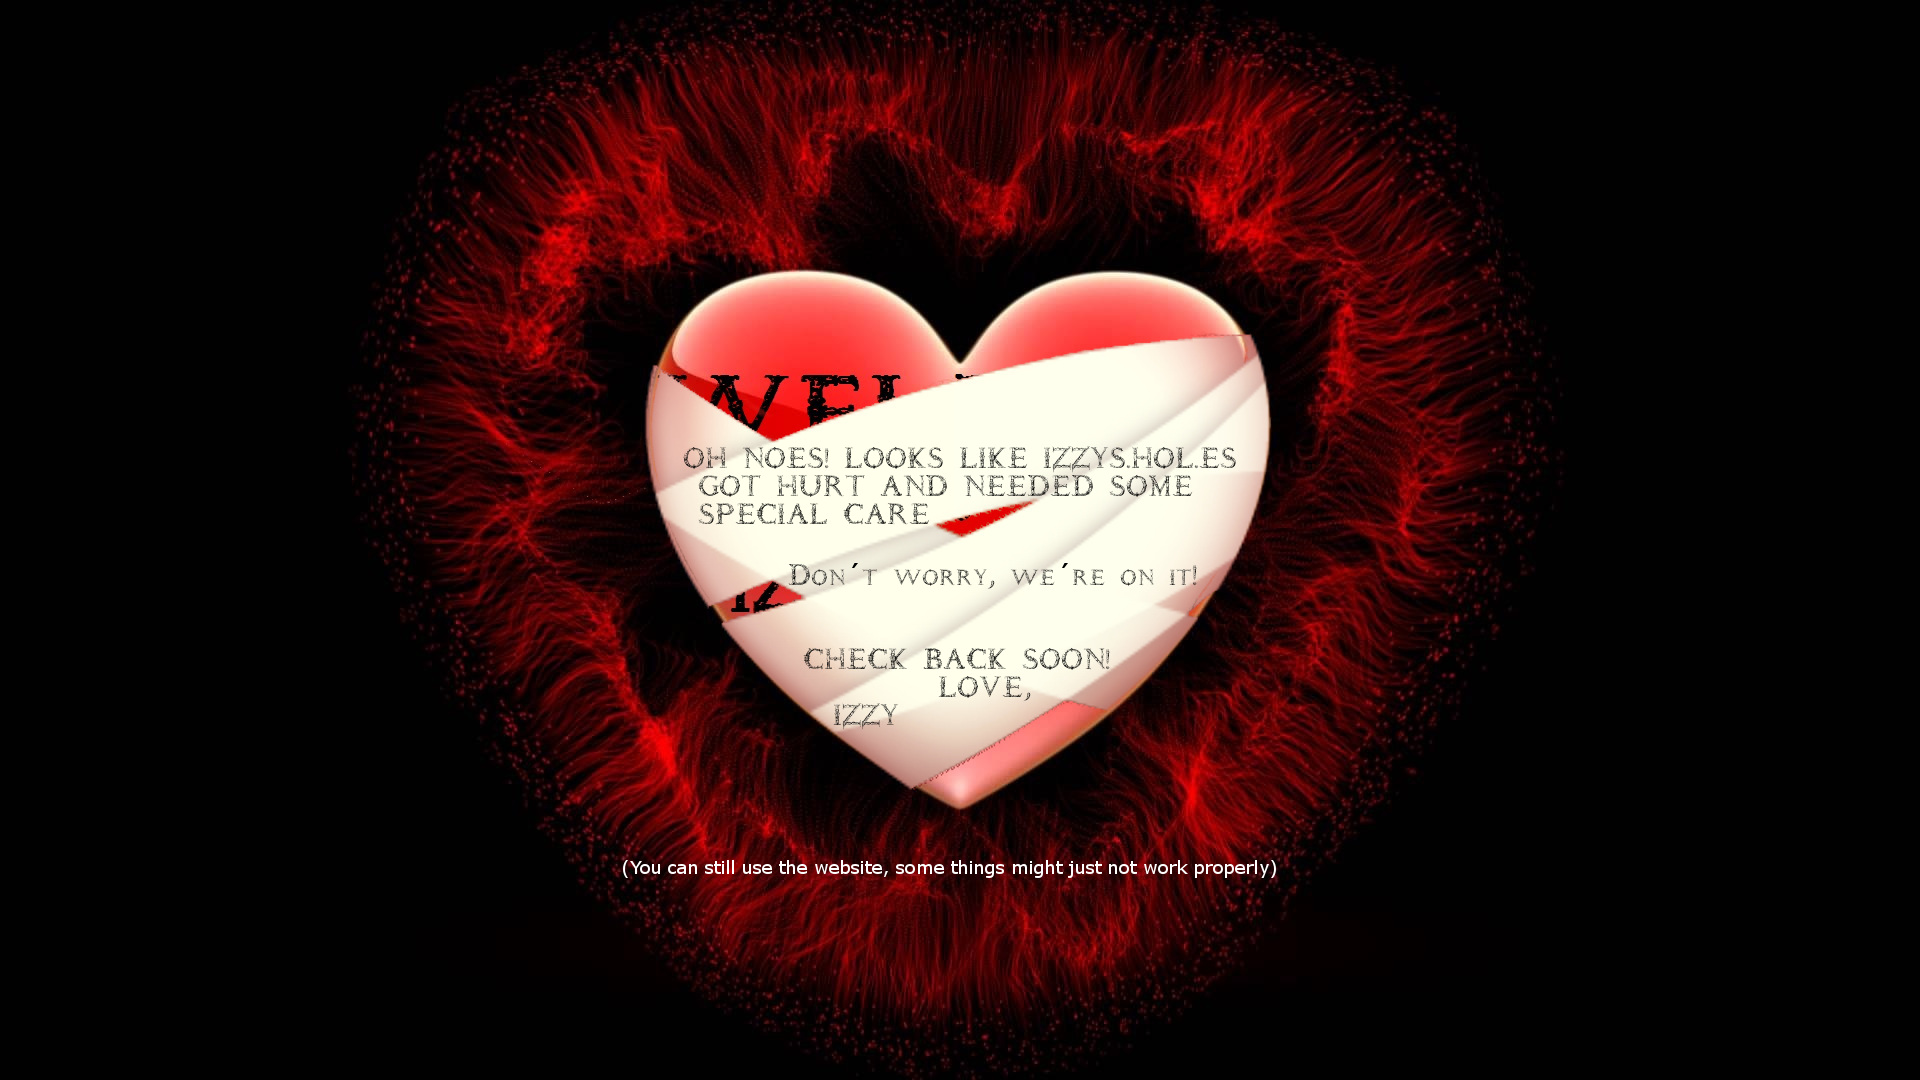 OH NOES! LOOKS LIKE IZZYS.HOL.ES
GOT HURT AND NEEDED SOME
SPECIAL CARE
Don´t worry, we´re on it!
CHECK BACK SOON!
LOVE,
IZZY
(You can still use the website, some things might just not work properly)